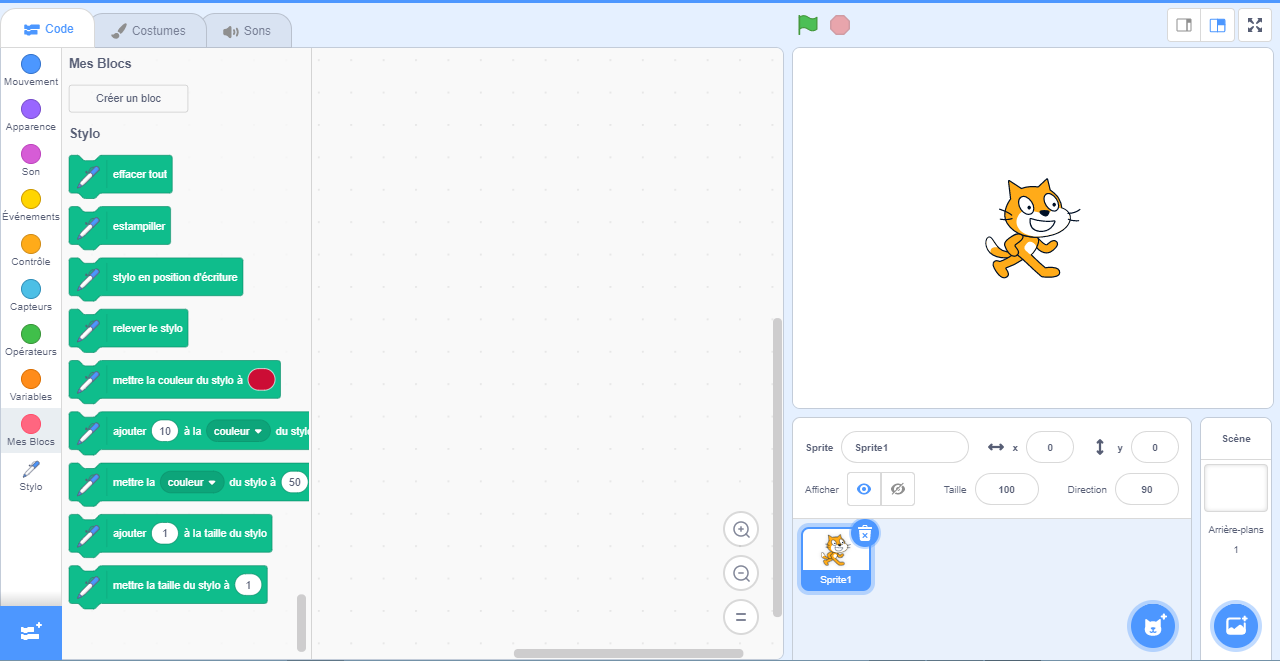 Code
Costumes
Sons
Mouvement
Apparence
Son
Événements
Contrôle
Capteurs
Opérateurs
Variables
Mes Blocs
Stylo
Mes Blocs
Créer un bloc
Stylo
effacer tout
estampiller
stylo en position d'écriture
relever le stylo
mettre la couleur du stylo à
ajouter 10 à la couleur du
mettre la couleur du stylo à 50
ajouter 1 à la taille du stylo
mettre la taille du stylo à 1
Sprite Sprite1 x 0 y 0
Afficher Taille 100 Direction 90
Sprite1
Scène
Arrière-plans
1